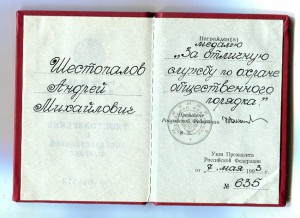 Шестопалов
Андрей
Михайлович
Награжден(а)
медалью
„За отличную
службу по охране
общественного
порядка"
Президент
Российской Федерации
Указ Президента
Российской Федерации
от 7 мая 1993 г.
№ 635